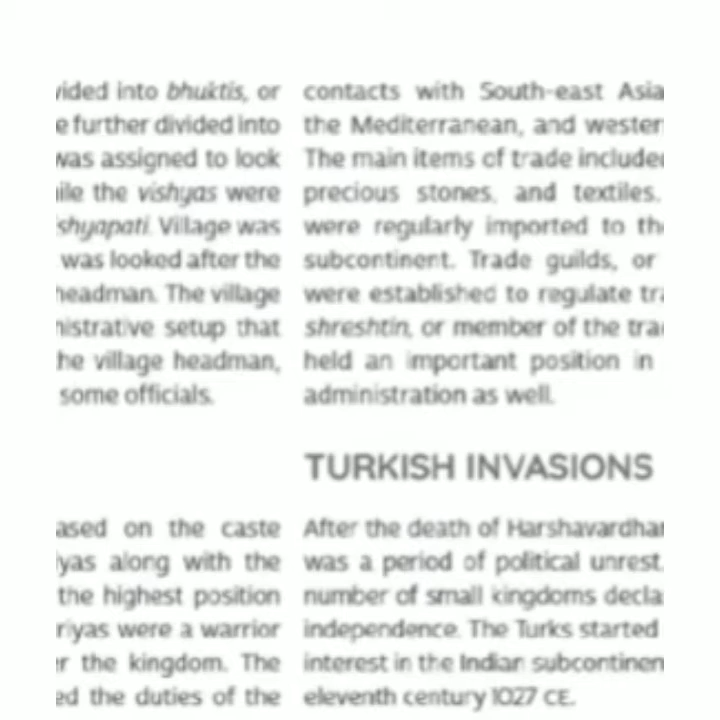 vided into bhuktis, or
e further divided into
was assigned to look
ile the vishyas were
shyapati. Village was
was looked after the
headman. The village
nistrative setup that
he village headman,
some officials.
ased on the caste
iyas along with the
the highest position
riyas were a warrior
r the kingdom. The
ed the duties of the
contacts with South-east Asia
the Mediterranean, and wester
The main items of trade include
precious stones, and textiles.
were regularly imported to th
subcontinent. Trade guilds, or
were established to regulate tra
shreshtin, or member of the tra
held an important position in
administration as well.
TURKISH INVASIONS
After the death of Harshavardha
was a period of political unrest.
number of small kingdoms decla
independence. The Turks started
interest in the Indian subcontinen
eleventh century 1027 CE.